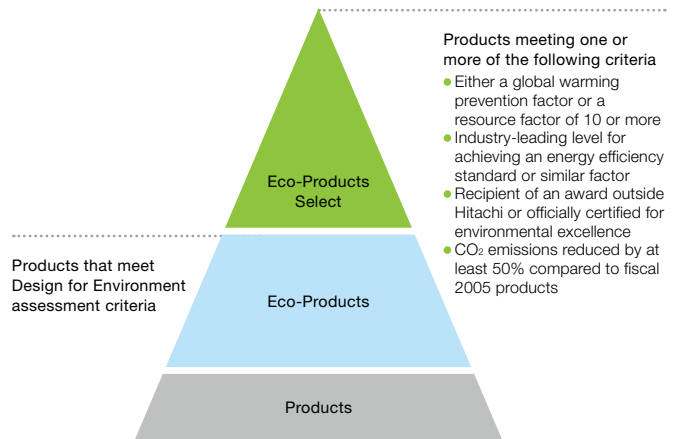 Products meeting one or
more of the following criteria
● Either a global warming
prevention factor or a
resource factor of 10 or more
● Industry-leading level for
achieving an energy efficiency
standard or similar factor
● Recipient of an award outside
Hitachi or officially certified for
environmental excellence
● CO₂ emissions reduced by at
least 50% compared to fiscal
2005 products
Eco-Products
Select
Products that meet
Design for Environment
assessment criteria
Eco-Products
Products